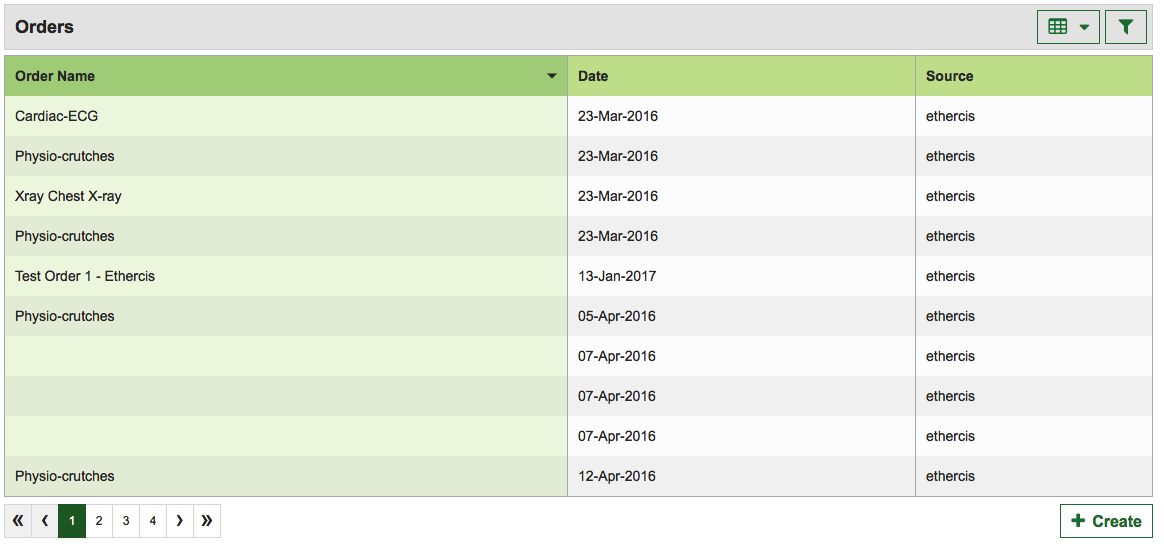 Orders
Order Name Date Source
Cardiac-ECG 23-Mar-2016 ethercis
Physio-crutches 23-Mar-2016 ethercis
Xray Chest X-ray 23-Mar-2016 ethercis
Physio-crutches 23-Mar-2016 ethercis
Test Order 1 - Ethercis 13-Jan-2017 ethercis
Physio-crutches 05-Apr-2016 ethercis
07-Apr-2016 ethercis
07-Apr-2016 ethercis
07-Apr-2016 ethercis
Physio-crutches 12-Apr-2016 ethercis
« ‹ 1 2 3 4 › » + Create